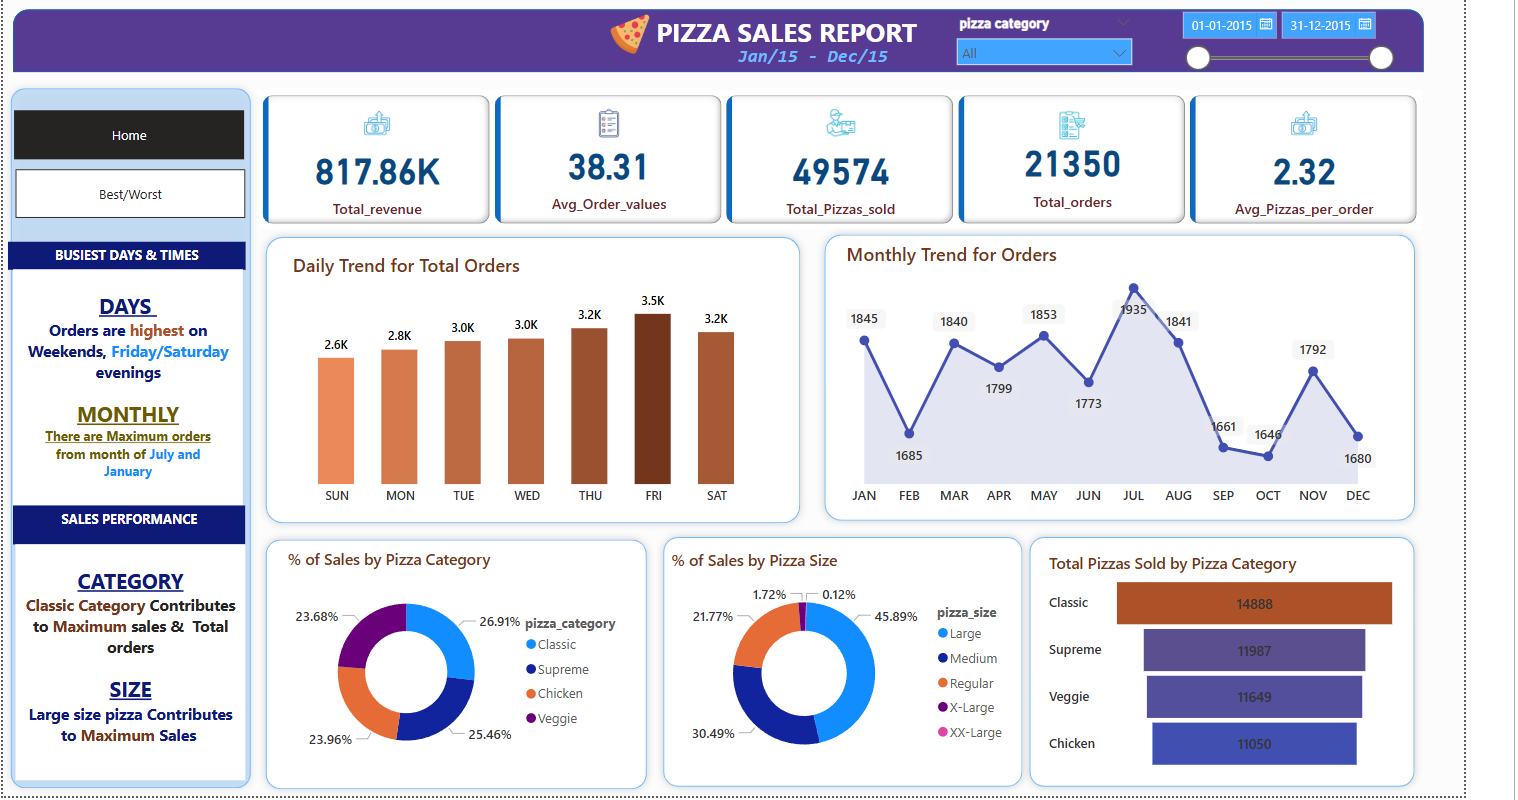 PIZZA SALES REPORT
Jan/15 - Dec/15
pizza category
All
01-01-2015
31-12-2015
Home
Best/Worst
BUSIEST DAYS & TIMES
DAYS
Orders are highest on
Weekends, Friday/Saturday
evenings
MONTHLY
There are Maximum orders
from month of July and
January
SALES PERFORMANCE
CATEGORY
Classic Category Contributes
to Maximum sales & Total
orders
SIZE
Large size pizza Contributes
to Maximum Sales
817.86K
Total_revenue
38.31
Avg_Order_values
49574
Total_Pizzas_sold
21350
Total_orders
2.32
Avg_Pizzas_per_order
Daily Trend for Total Orders
2.6K
2.8K
3.0K
3.0K
3.2K
3.5K
3.2K
SUN
MON
TUE
WED
THU
FRI
SAT
Monthly Trend for Orders
1845
1685
1840
1799
1853
1773
1935
1841
1661
1646
1792
1680
JAN
FEB
MAR
APR
MAY
JUN
JUL
AUG
SEP
OCT
NOV
DEC
% of Sales by Pizza Category
23.68%
26.91%
23.96%
25.46%
pizza_category
Classic
Supreme
Chicken
Veggie
% of Sales by Pizza Size
1.72%
0.12%
21.77%
45.89%
30.49%
pizza_size
Large
Medium
Regular
X-Large
XX-Large
Total Pizzas Sold by Pizza Category
Classic
14888
Supreme
11987
Veggie
11649
Chicken
11050